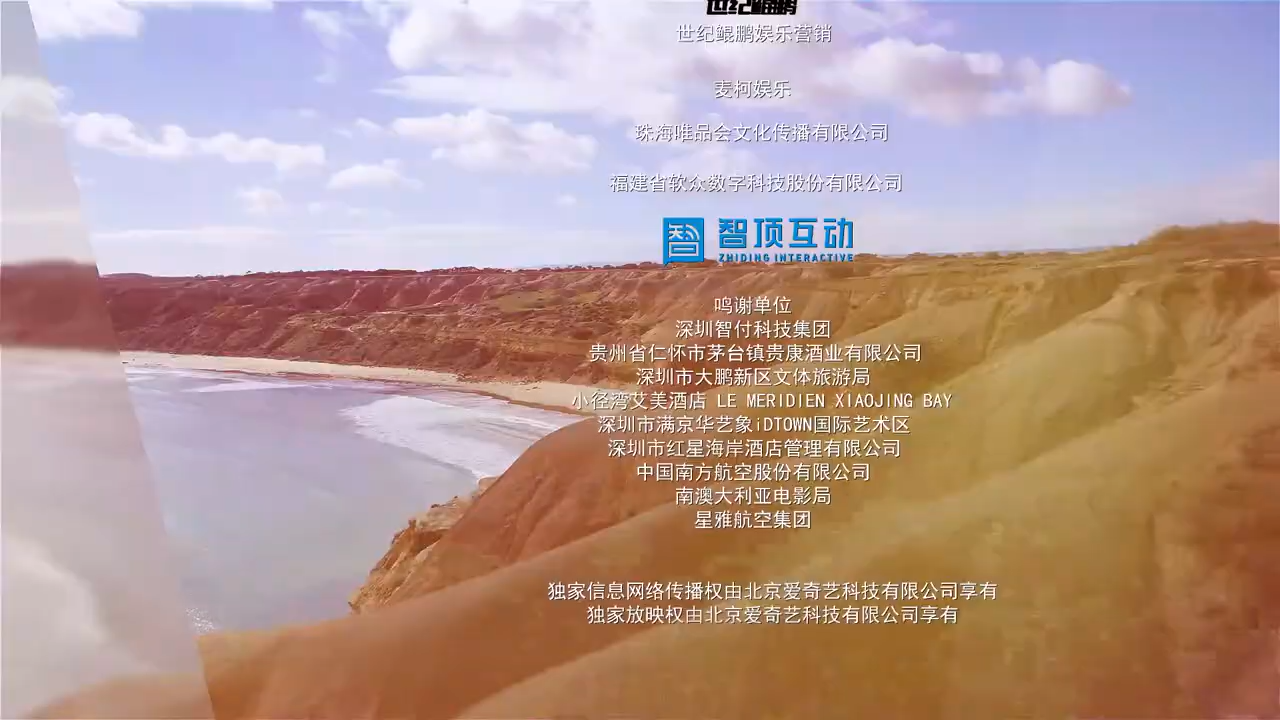 世纪鲲鹏
世纪鲲鹏娱乐营销
麦柯娱乐
珠海唯品会文化传播有限公司
福建省软众数字科技股份有限公司
智顶互动
ZHIDING INTERACTIVE
鸣谢单位
深圳智付科技集团
贵州省仁怀市茅台镇贵康酒业有限公司
深圳市大鹏新区文体旅游局
小径湾艾美酒店 LE MERIDIEN XIAOJING BAY
深圳市满京华艺象iDTOWN国际艺术区
深圳市红星海岸酒店管理有限公司
中国南方航空股份有限公司
南澳大利亚电影局
星雅航空集团
独家信息网络传播权由北京爱奇艺科技有限公司享有
独家放映权由北京爱奇艺科技有限公司享有